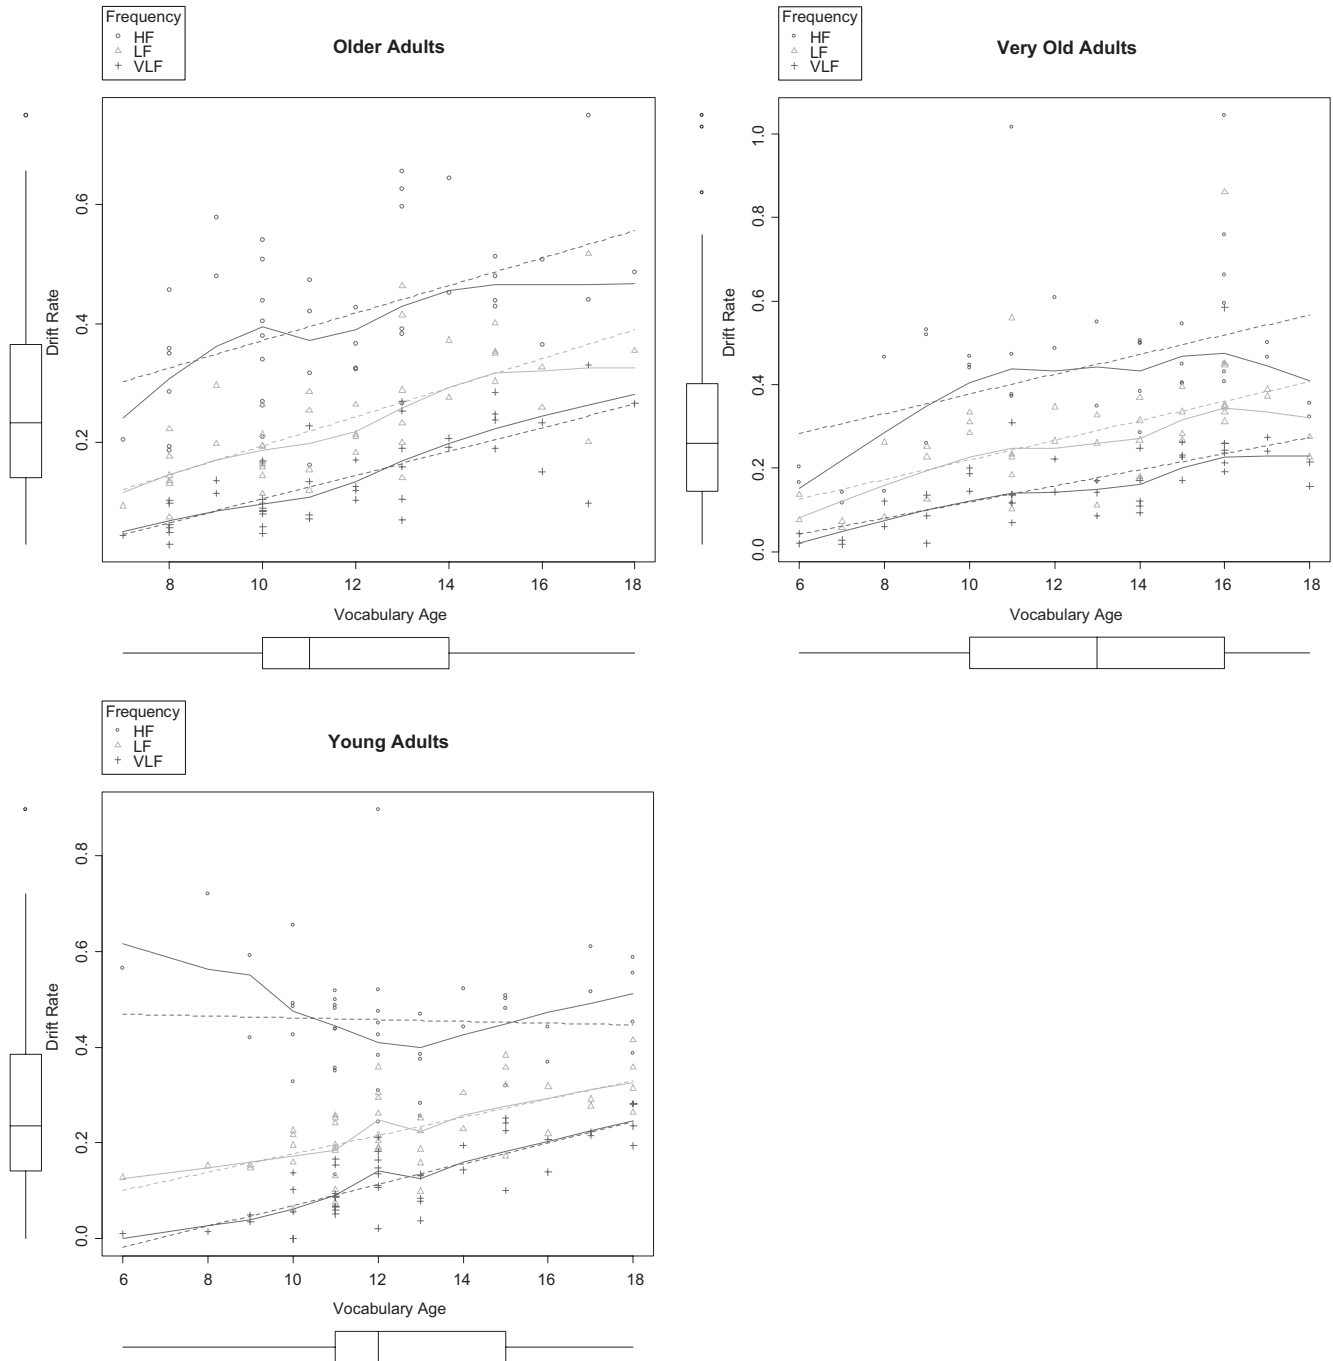 Frequency
HF
LF
VLF
Older Adults
Drift Rate
0.2
0.4
0.6
8
10
12
14
16
18
Vocabulary Age
Frequency
HF
LF
VLF
Very Old Adults
Drift Rate
0.0
0.2
0.4
0.6
0.8
1.0
6
8
10
12
14
16
18
Vocabulary Age
Frequency
HF
LF
VLF
Young Adults
Drift Rate
0.0
0.2
0.4
0.6
0.8
6
8
10
12
14
16
18
Vocabulary Age